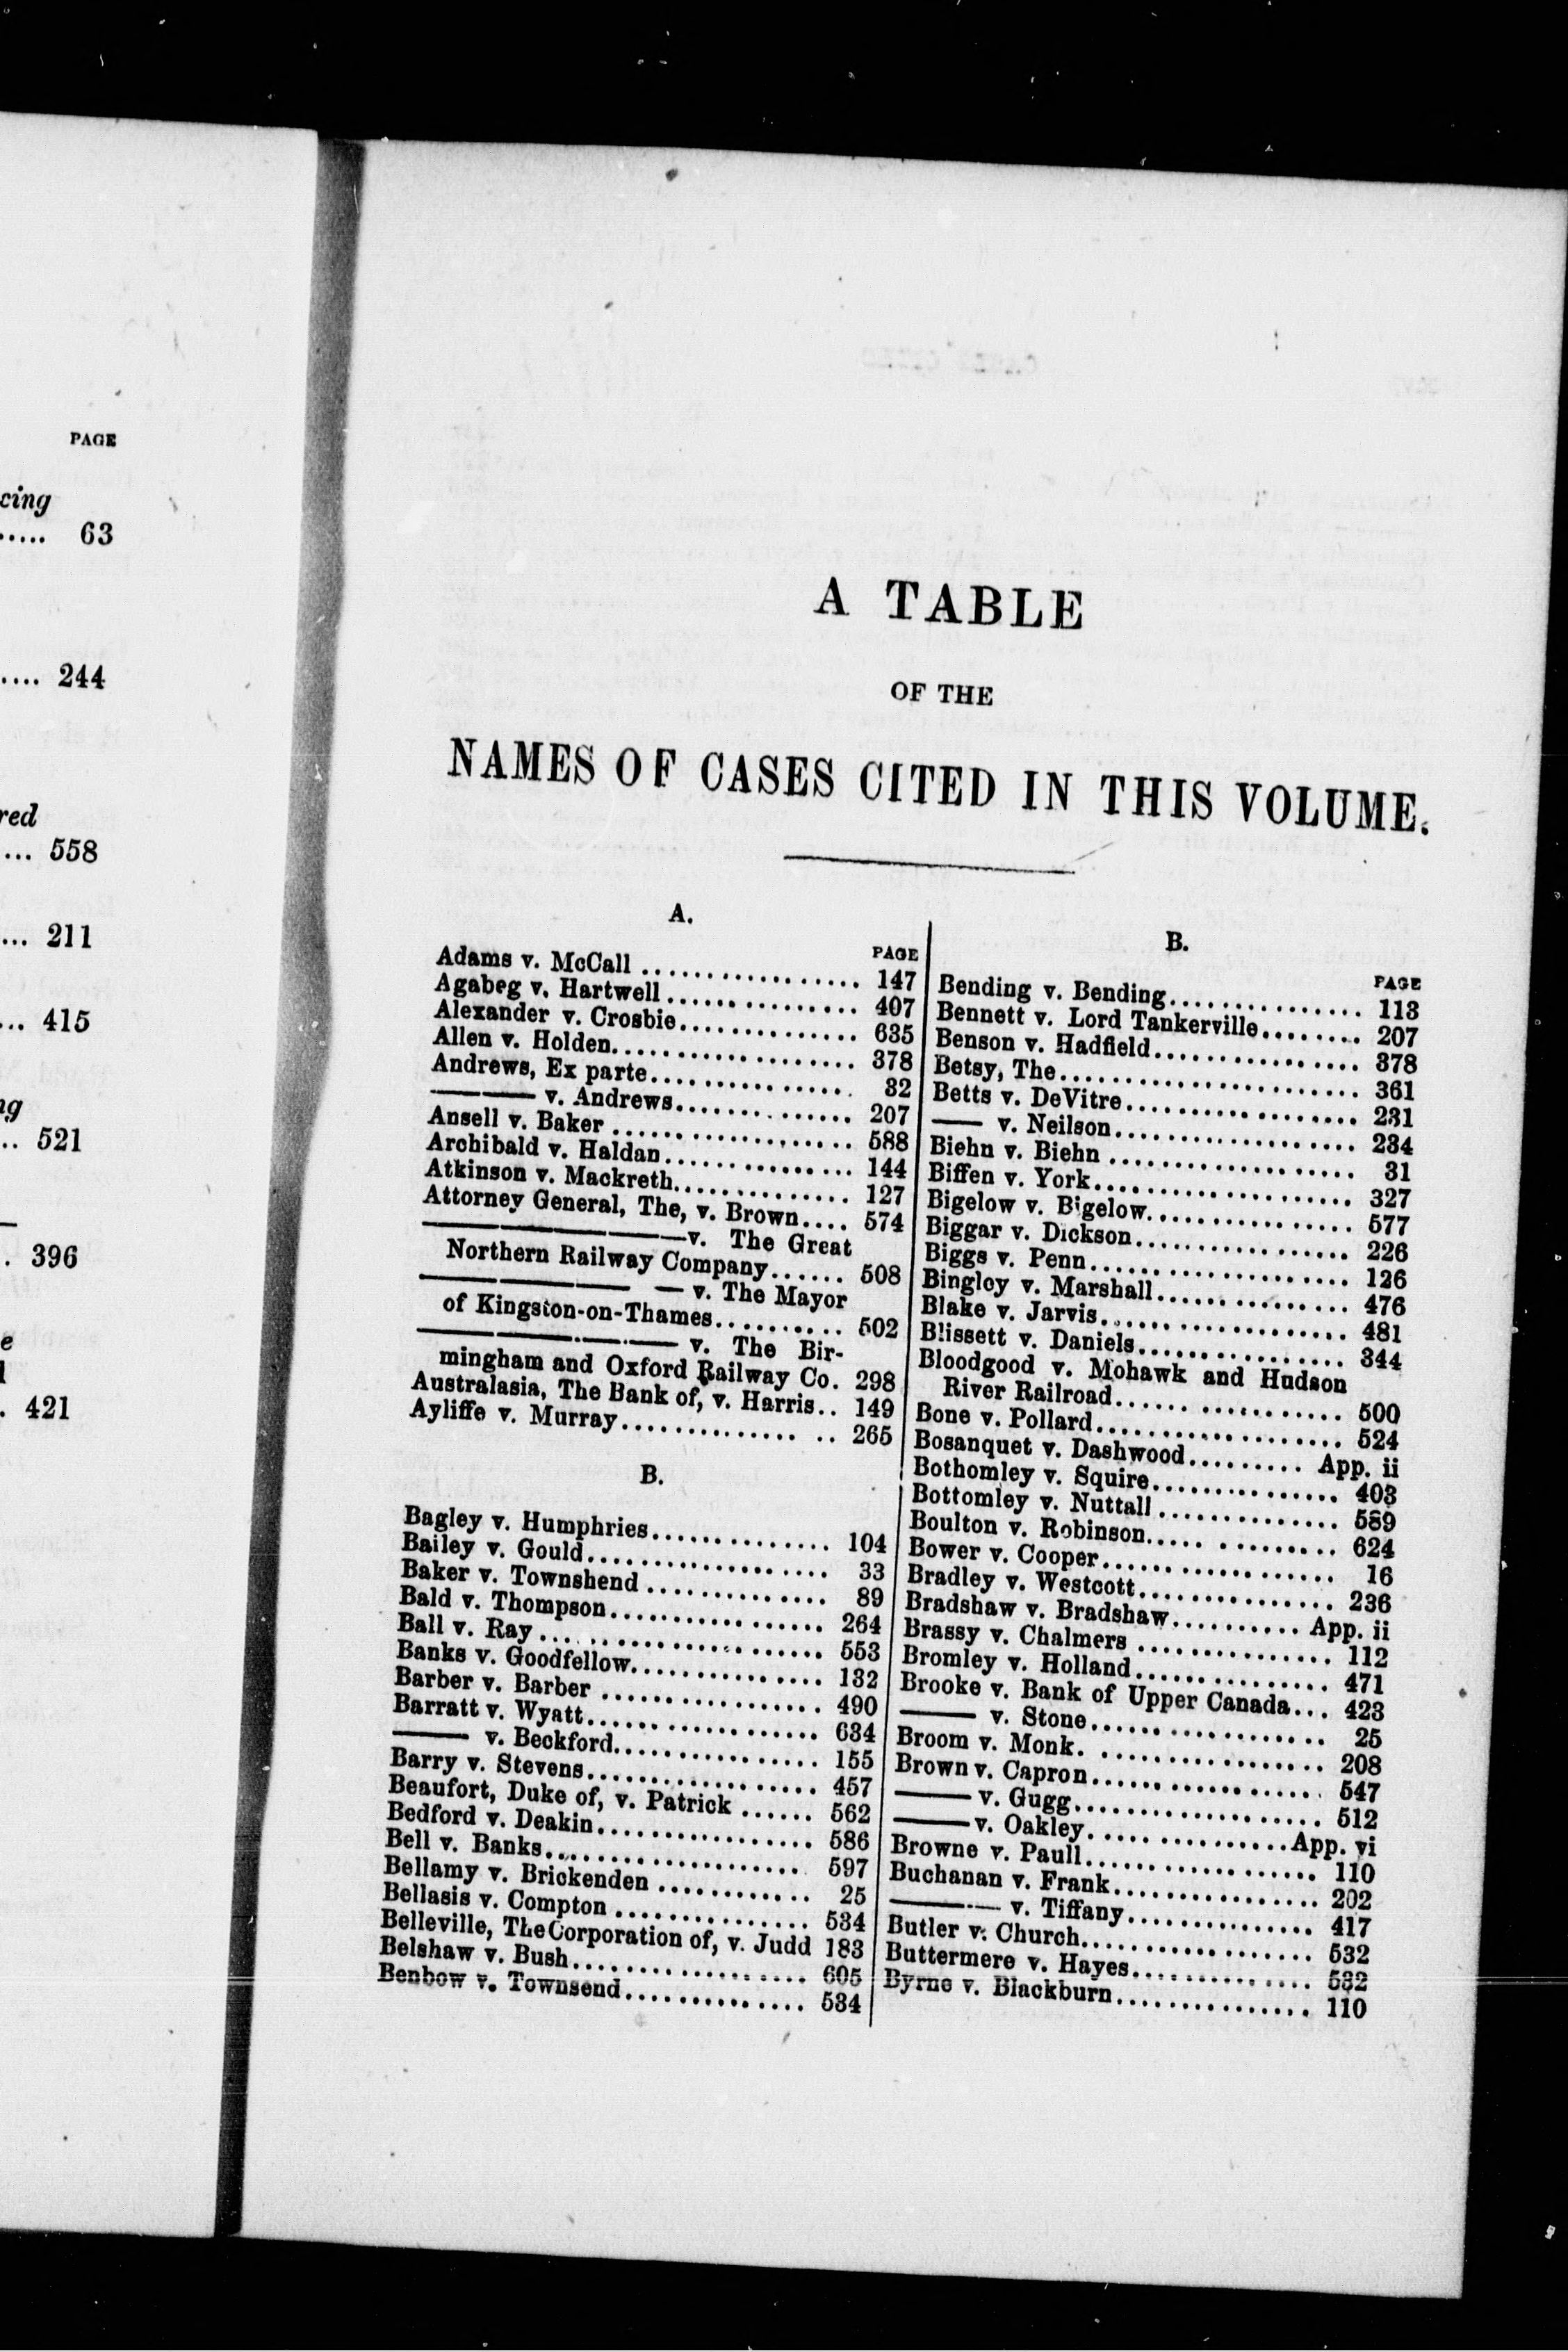 PAGE
cing
..... 63
.... 244
red
... 558
... 211
... 415
ng
.. 521
. 396
e
. 421
A TABLE
OF THE
NAMES OF CASES CITED IN THIS VOLUME.
A.
PAGE
Adams v. McCall ................. 147
Agabeg v. Hartwell ................ 407
Alexander v. Crosbie.............. 635
Allen v. Holden................... 378
Andrews, Ex parte................ 32
——— v. Andrews.............. 207
Ansell v. Baker ................... 588
Archibald v. Haldan............... 144
Atkinson v. Mackreth.............. 127
Attorney General, The, v. Brown.... 574
———————v. The Great
Northern Railway Company...... 508
——————— v. The Mayor
of Kingston-on-Thames.......... 502
——————— v. The Bir-
mingham and Oxford Railway Co. 298
Australasia, The Bank of, v. Harris.. 149
Ayliffe v. Murray................ 265
B.
Bagley v. Humphries.............. 104
Bailey v. Gould................... 33
Baker v. Townshend .............. 89
Bald v. Thompson................. 264
Ball v. Ray ...................... 553
Banks v. Goodfellow............... 132
Barber v. Barber ................. 490
Barratt v. Wyatt.................. 634
——— v. Beckford................ 155
Barry v. Stevens.................. 457
Beaufort, Duke of, v. Patrick ...... 562
Bedford v. Deakin................. 586
Bell v. Banks..................... 597
Bellamy v. Brickenden ............ 25
Bellasis v. Compton ............... 534
Belleville, The Corporation of, v. Judd 183
Belshaw v. Bush................... 605
Benbow v. Townsend............... 534
B.
PAGE
Bending v. Bending............... 113
Bennett v. Lord Tankerville........ 207
Benson v. Hadfield................ 378
Betsy, The........................ 361
Betts v. DeVitre................... 231
—— v. Neilson................... 234
Biehn v. Biehn ................... 31
Biffen v. York.................... 327
Bigelow v. Bigelow................ 577
Biggar v. Dickson................. 226
Biggs v. Penn..................... 126
Bingley v. Marshall............... 476
Blake v. Jarvis................... 481
Blissett v. Daniels................ 344
Bloodgood v. Mohawk and Hudson
River Railroad.................. 500
Bone v. Pollard................... 524
Bosanquet v. Dashwood......... App. ii
Bothomley v. Squire............... 403
Bottomley v. Nuttall .............. 589
Boulton v. Robinson.............. 624
Bower v. Cooper.................. 16
Bradley v. Westcott............... 236
Bradshaw v. Bradshaw.......... App. ii
Brassy v. Chalmers ............... 112
Bromley v. Holland............... 471
Brooke v. Bank of Upper Canada... 423
——— v. Stone.................. 25
Broom v. Monk. ................. 208
Brown v. Capron.................. 547
——— v. Gugg................... 512
——— v. Oakley...............App. vi
Browne v. Paull.................. 110
Buchanan v. Frank................ 202
——— v. Tiffany............... 417
Butler v. Church.................. 532
Buttermere v. Hayes.............. 532
Byrne v. Blackburn............... 110